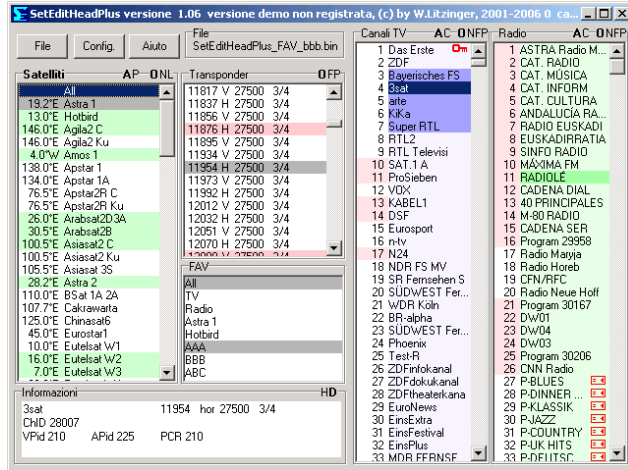 SetEditHeadPlus versione 1.06 versione demo non registrata, (c) by W.Litzinger, 2001-2006 0 ca...
File Config. Aiuto
File
SetEditHeadPlus_FAV_bbb.bin
Satelliti AP ONL
All
19.2°E Astra 1
13.0°E Hotbird
146.0°E Agila2 C
146.0°E Agila2 Ku
4.0°W Amos 1
138.0°E Apstar 1
134.0°E Apstar 1A
76.5°E Apstar2R C
76.5°E Apstar2R Ku
26.0°E Arabsat2D3A
30.5°E Arabsat2B
100.5°E Asiasat2 C
100.5°E Asiasat2 Ku
105.5°E Asiasat 3S
28.2°E Astra 2
110.0°E BSat 1A 2A
107.7°E Cakrawarta
125.0°E Chinasat6
45.0°E Eurostar1
10.0°E Eutelsat W1
16.0°E Eutelsat W2
7.0°E Eutelsat W3
Transponder OFP
11817 V 27500 3/4
11837 H 27500 3/4
11856 V 27500 3/4
11876 H 27500 3/4
11895 V 27500 3/4
11934 V 27500 3/4
11954 H 27500 3/4
11973 V 27500 3/4
11992 H 27500 3/4
12012 V 27500 3/4
12032 H 27500 3/4
12051 V 27500 3/4
12070 H 27500 3/4
FAV
All
TV
Radio
Astra 1
Hotbird
AAA
BBB
ABC
Informazioni HD
3sat 11954 hor 27500 3/4
ChID 28007
VPid 210 APid 225 PCR 210
Canali TV AC ONFP
1 Das Erste
2 ZDF
3 Bayerisches FS
4 3sat
5 arte
6 KiKa
7 Super RTL
8 RTL2
9 RTL Televisi
10 SAT.1 A
11 ProSieben
12 VOX
13 KABEL1
14 DSF
15 Eurosport
16 n-tv
17 N24
18 NDR FS MV
19 SR Fernsehen S
20 SÜDWEST Fer...
21 WDR Köln
22 BR-alpha
23 SÜDWEST Fer...
24 Phoenix
25 Test-R
26 ZDFinfokanal
27 ZDFdokukanal
28 ZDFtheaterkana
29 EuroNews
30 EinsExtra
31 EinsFestival
32 EinsPlus
33 MDR FERNSE
Radio AC ONFP
1 ASTRA Radio M...
2 CAT. RADIO
3 CAT. MÚSICA
4 CAT. INFORM
5 CAT. CULTURA
6 ANDALUCÍA RA...
7 RADIO EUSKADI
8 EUSKADIRRATIA
9 SINFO RADIO
10 MÁXIMA FM
11 RADIOLÉ
12 CADENA DIAL
13 40 PRINCIPALES
14 M-80 RADIO
15 CADENA SER
16 Program 29958
17 Radio Maryja
18 Radio Horeb
19 CFN/RFC
20 Radio Neue Hoff
21 Program 30167
22 DW01
23 DW04
24 DW03
25 Program 30206
26 CNN Radio
27 P-BLUES
28 P-DINNER ...
29 P-KLASSIK
30 P-JAZZ
31 P-COUNTRY
32 P-UK HITS
33 P-DEUTSC